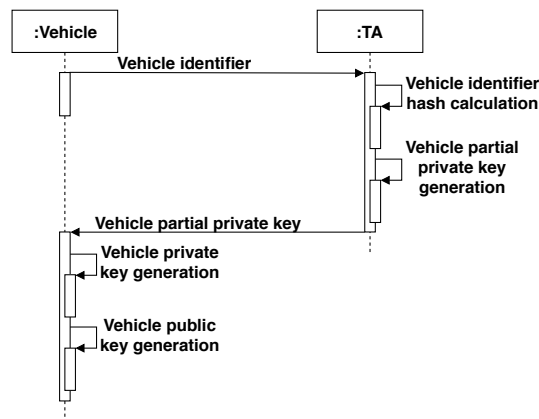 :Vehicle
:TA
Vehicle identifier
Vehicle identifier
hash calculation
Vehicle partial
private key
generation
Vehicle partial private key
Vehicle private
key generation
Vehicle public
key generation